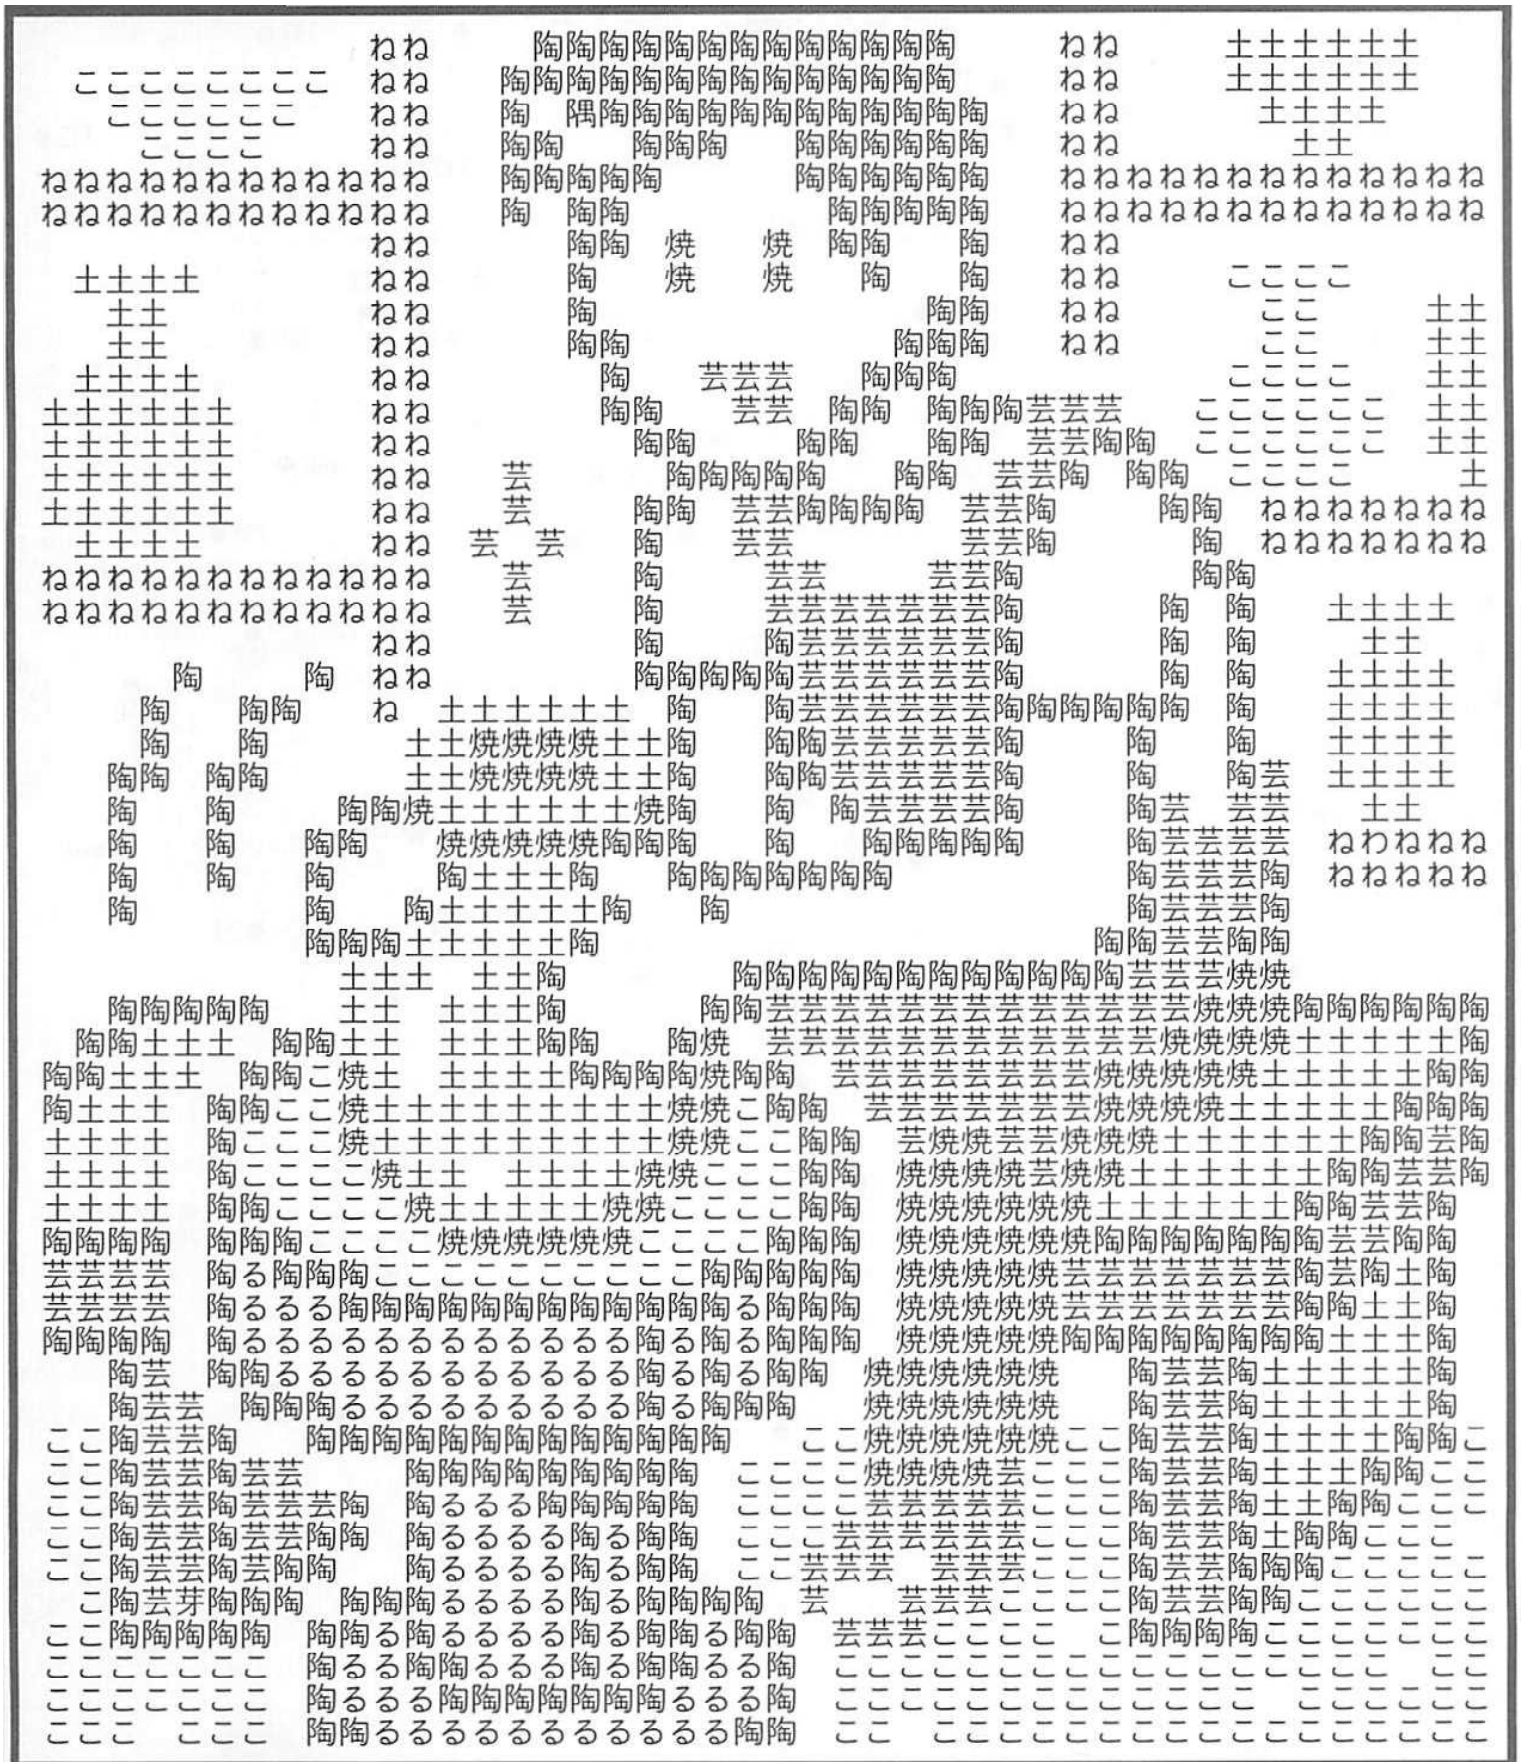 ねね 陶陶陶陶陶陶陶陶陶陶陶陶陶 ねね 土土土土土土
ここここここここ ねね 陶陶陶陶陶陶陶陶陶陶陶陶陶陶 ねね 土土土土土土
ここここここ ねね 陶 隅陶陶陶陶陶陶陶陶陶陶陶陶 ねね 土土土土
ここここ ねね 陶陶 陶陶陶 陶陶陶陶陶陶 ねね 土土
ねねねねねねねねねねねね 陶陶陶陶陶 陶陶陶陶陶陶 ねねねねねねねねねねねねね
ねねねねねねねねねねねね 陶 陶陶 陶陶陶陶陶 ねねねねねねねねねねねねね
ねね 陶陶 焼 焼 陶陶 陶 ねね
土土土土 ねね 陶 焼 焼 陶 陶 ねね ここここ
土土 ねね 陶 陶陶 ねね ここ 土土
土土 ねね 陶陶 陶陶陶 ねね ここ 土土
土土土土 ねね 陶 芸芸芸 陶陶陶 ここここ 土土
土土土土土土 ねね 陶陶 芸芸 陶陶 陶陶陶芸芸芸 ここここここ 土土
土土土土土土 ねね 陶陶 陶陶 陶陶 芸芸陶陶 ここここここ 土土
土土土土土土 ねね 芸 陶陶陶陶陶 陶陶 芸芸陶 陶陶 ここここ 土
土土土土土土 ねね 芸 陶陶 芸芸陶陶陶陶 芸芸陶 陶陶 ねねねねねねね
土土土土 ねね 芸 芸 陶 芸芸 芸芸陶 陶 ねねねねねねね
ねねねねねねねねねねねね 芸 陶 芸芸 芸芸陶 陶陶
ねねねねねねねねねねねね 芸 陶 芸芸芸芸芸芸芸陶 陶 陶 土土土土
ねね 陶 陶芸芸芸芸芸芸陶 陶 陶 土土
陶 陶 ねね 陶陶陶陶陶芸芸芸芸芸芸陶 陶 陶 土土土土
陶 陶陶 ね 土土土土土土 陶 陶芸芸芸芸芸芸陶陶陶陶陶陶 陶 土土土土
陶 陶 土土焼焼焼焼土土陶 陶陶芸芸芸芸芸陶 陶 陶 土土土土
陶陶 陶陶 土土焼焼焼焼土土陶 陶陶芸芸芸芸芸陶 陶 陶芸 土土土土
陶 陶 陶陶焼土土土土土土焼陶 陶 陶芸芸芸芸陶 陶芸 芸芸 土土
陶 陶 陶陶 焼焼焼焼焼陶陶陶 陶 陶陶陶陶陶 陶芸芸芸芸 ねわねねね
陶 陶 陶 陶土土土陶 陶陶陶陶陶陶陶 陶芸芸芸陶 ねねねねね
陶 陶 陶土土土土土陶 陶 陶芸芸芸陶
陶陶陶土土土土土陶 陶陶芸芸陶陶
土土土 土土陶 陶陶陶陶陶陶陶陶陶陶陶陶芸芸芸焼焼
陶陶陶陶陶 土土 土土土陶 陶陶芸芸芸芸芸芸芸芸芸芸芸芸芸焼焼焼陶陶陶陶陶陶
陶陶土土土 陶陶土土 土土土陶陶 陶焼 芸芸芸芸芸芸芸芸芸芸芸芸焼焼焼焼土土土土土陶
陶陶土土土 陶陶こ焼土 土土土土陶陶陶陶焼陶陶 芸芸芸芸芸芸芸芸焼焼焼焼焼土土土土土陶陶
陶土土土 陶陶ここ焼土土土土土土土土土焼焼こ陶陶 芸芸芸芸芸芸芸焼焼焼焼土土土土土陶陶陶
土土土土 陶こここ焼土土土土土土土土土焼焼ここ陶陶 芸焼焼芸芸焼焼焼土土土土土土陶陶芸陶
土土土土 陶ここここ焼土土 土土土土焼焼こここ陶陶 焼焼焼焼芸焼焼土土土土土土陶陶芸芸陶
土土土土 陶陶ここここ焼土土土土土焼焼ここここ陶陶 焼焼焼焼焼焼土土土土土土陶陶芸芸陶
陶陶陶陶 陶陶陶ここここ焼焼焼焼焼焼ここここ陶陶陶 焼焼焼焼焼焼陶陶陶陶陶陶陶芸芸陶陶
芸芸芸芸 陶る陶陶陶ここここここここここ陶陶陶陶陶 焼焼焼焼焼芸芸芸芸芸芸芸陶芸陶土陶
芸芸芸芸 陶るるる陶陶陶陶陶陶陶陶陶陶陶陶る陶陶陶 焼焼焼焼焼芸芸芸芸芸芸芸陶陶土土陶
陶陶陶陶 陶るるるるるるるるるるるる陶る陶る陶陶陶 焼焼焼焼焼陶陶陶陶陶陶陶陶土土土陶
陶芸 陶陶るるるるるるるるるるる陶る陶る陶陶 焼焼焼焼焼焼 陶芸芸陶土土土土土陶
陶芸芸 陶陶陶るるるるるるるるる陶る陶陶陶 焼焼焼焼焼焼 陶芸芸陶土土土土土陶
ここ陶芸芸陶 陶陶陶陶陶陶陶陶陶陶陶陶陶 ここ焼焼焼焼焼焼ここ陶芸芸陶土土土土陶陶こ
ここ陶芸芸陶芸芸 陶陶陶陶陶陶陶陶陶 ここここ焼焼焼焼芸こここ陶芸芸陶土土土陶陶ここ
ここ陶芸芸陶芸芸芸陶 陶るるる陶陶陶陶陶 ここここ芸芸芸芸芸こここ陶芸芸陶土土陶陶こここ
ここ陶芸芸陶芸芸陶陶 陶るるるる陶る陶陶 こここ芸芸芸芸芸芸こここ陶芸芸陶土陶陶こここ
ここ陶芸芸陶芸陶陶 陶るるるる陶る陶陶 ここ芸芸芸 芸芸芸こここ陶芸芸陶陶陶こここここ
こ陶芸芽陶陶陶 陶陶陶るるるる陶る陶陶陶陶 芸 芸芸芸ここここ陶芸芸陶陶ここここここ
ここ陶陶陶陶陶 陶陶る陶るるるる陶る陶陶る陶陶 芸芸芸ここここ こ陶陶陶陶こここここここ
こここここここ 陶るる陶陶るるる陶る陶陶るる陶 こここここここここここここここここ ここ
こここここここ 陶るるる陶陶陶陶陶陶陶るるる陶 こここここここここここここ ここここここ
こここ こここ 陶陶るるるるるるるるるるる陶陶 ここ こここここここここここここここここ